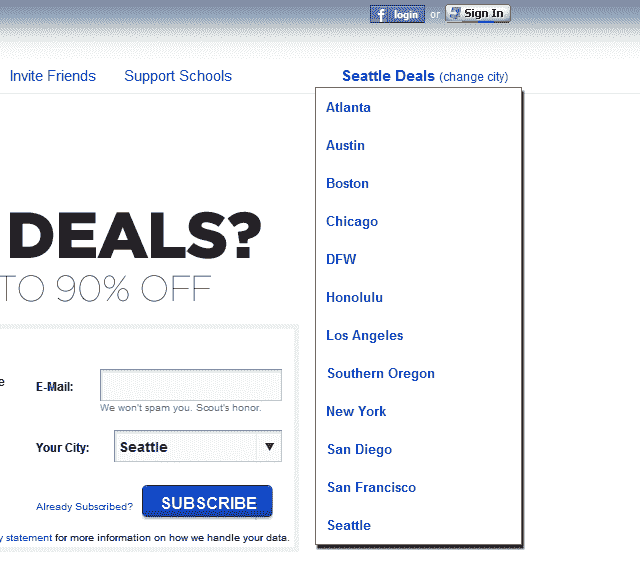 f login or Sign In
Invite Friends Support Schools Seattle Deals (change city)
Atlanta
Austin
Boston
Chicago
DFW
Honolulu
Los Angeles
Southern Oregon
New York
San Diego
San Francisco
Seattle
DEALS?
TO 90% OFF
e E-Mail:
We won't spam you. Scout's honor.
Your City: Seattle
Already Subscribed? SUBSCRIBE
y statement for more information on how we handle your data.